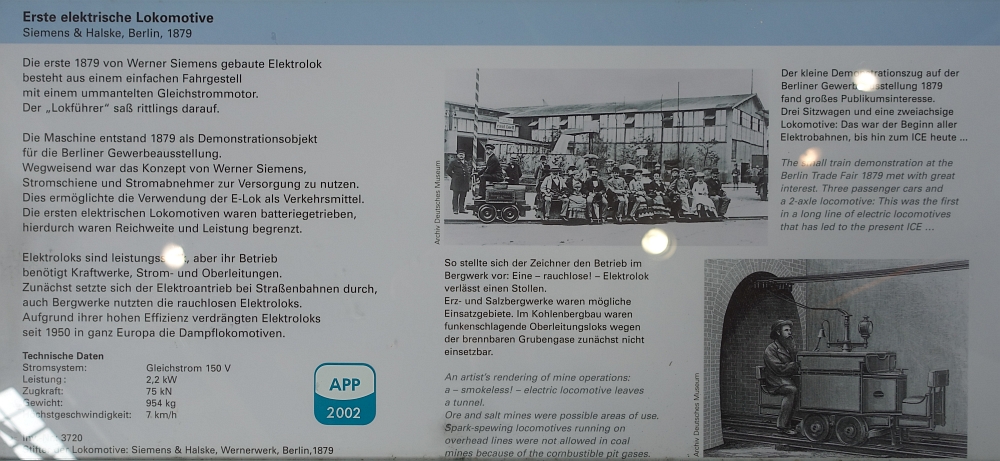 Erste elektrische Lokomotive
Siemens & Halske, Berlin, 1879
Die erste 1879 von Werner Siemens gebaute Elektrolok
besteht aus einem einfachen Fahrgestell
mit einem ummantelten Gleichstrommotor.
Der „Lokführer“ saß rittlings darauf.
Die Maschine entstand 1879 als Demonstrationsobjekt
für die Berliner Gewerbeausstellung.
Wegweisend war das Konzept von Werner Siemens,
Stromschiene und Stromabnehmer zur Versorgung zu nutzen.
Dies ermöglichte die Verwendung der E-Lok als Verkehrsmittel.
Die ersten elektrischen Lokomotiven waren batteriegetrieben,
hierdurch waren Reichweite und Leistung begrenzt.
Elektroloks sind aber ihr Betrieb
benötigt Kraftwerke, Strom- und Oberleitungen.
Zunächst setzte sich der Elektroantrieb bei Straßenbahnen durch,
auch Bergwerke nutzten die rauchlosen Elektroloks.
Aufgrund ihrer hohen Effizienz verdrängten Elektroloks
seit 1950 in ganz Europa die Dampflokomotiven.
Technische Daten
Stromsystem: Gleichstrom 150 V
Leistung: 2,2 kW
Zugkraft: 75 kN
Gewicht: 954 kg
Höchstgeschwindigkeit: 7 km/h
3720
Lokomotive: Siemens & Halske, Wernerwerk, Berlin,1879
APP
2002
Archiv Deutsches Museum
Der kleine Demonstrationszug auf der
Berliner Gewerbeausstellung 1879
fand großes Publikumsinteresse.
Drei Sitzwagen und eine zweiachsige
Lokomotive: Das war der Beginn aller
Elektrobahnen, bis hin zum ICE heute ...
The small train demonstration at the
Berlin Trade Fair 1879 met with great
interest. Three passenger cars and
a 2-axle locomotive: This was the first
in a long line of electric locomotives
that has led to the present ICE ...
So stellte sich der Zeichner den Betrieb im
Bergwerk vor: Eine – rauchlose! – Elektrolok
verlässt einen Stollen.
Erz- und Salzbergwerke waren mögliche
Einsatzgebiete. Im Kohlenbergbau waren
funkenschlagende Oberleitungsloks wegen
der brennbaren Grubengase zunächst nicht
einsetzbar.
An artist's rendering of mine operations:
a – smokeless! – electric locomotive leaves
a tunnel.
Ore and salt mines were possible areas of use.
Spark-spewing locomotives running on
overhead lines were not allowed in coal
mines because of the combustible pit gases.
Archiv Deutsches Museum